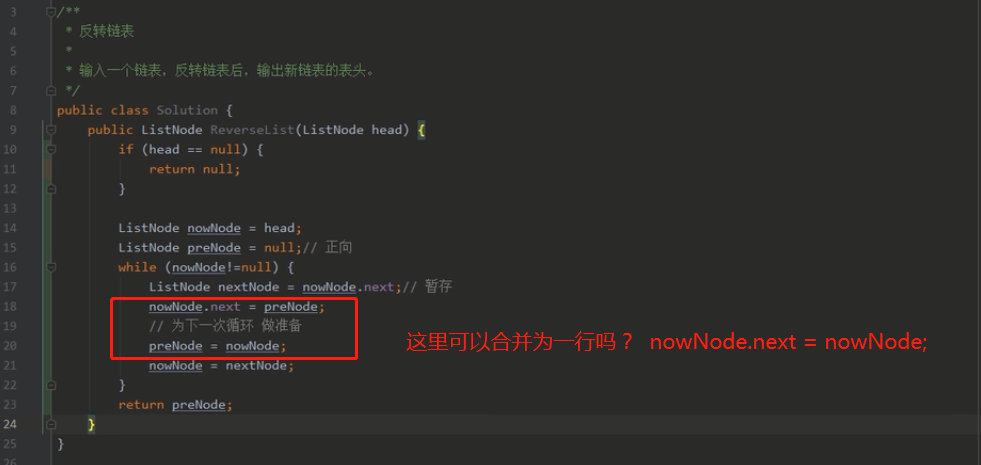 3 /**
4 * 反转链表
5 *
6 * 输入一个链表，反转链表后，输出新链表的表头。
7 */
8 public class Solution {
9 public ListNode ReverseList(ListNode head) {
10 if (head == null) {
11 return null;
12 }
13
14 ListNode nowNode = head;
15 ListNode preNode = null;// 正向
16 while (nowNode!=null) {
17 ListNode nextNode = nowNode.next;// 暂存
18 nowNode.next = preNode;
19 // 为下一次循环 做准备
20 preNode = nowNode;
这里可以合并为一行吗？ nowNode.next = nowNode;
21 nowNode = nextNode;
22 }
23 return preNode;
24 }
25 }
26